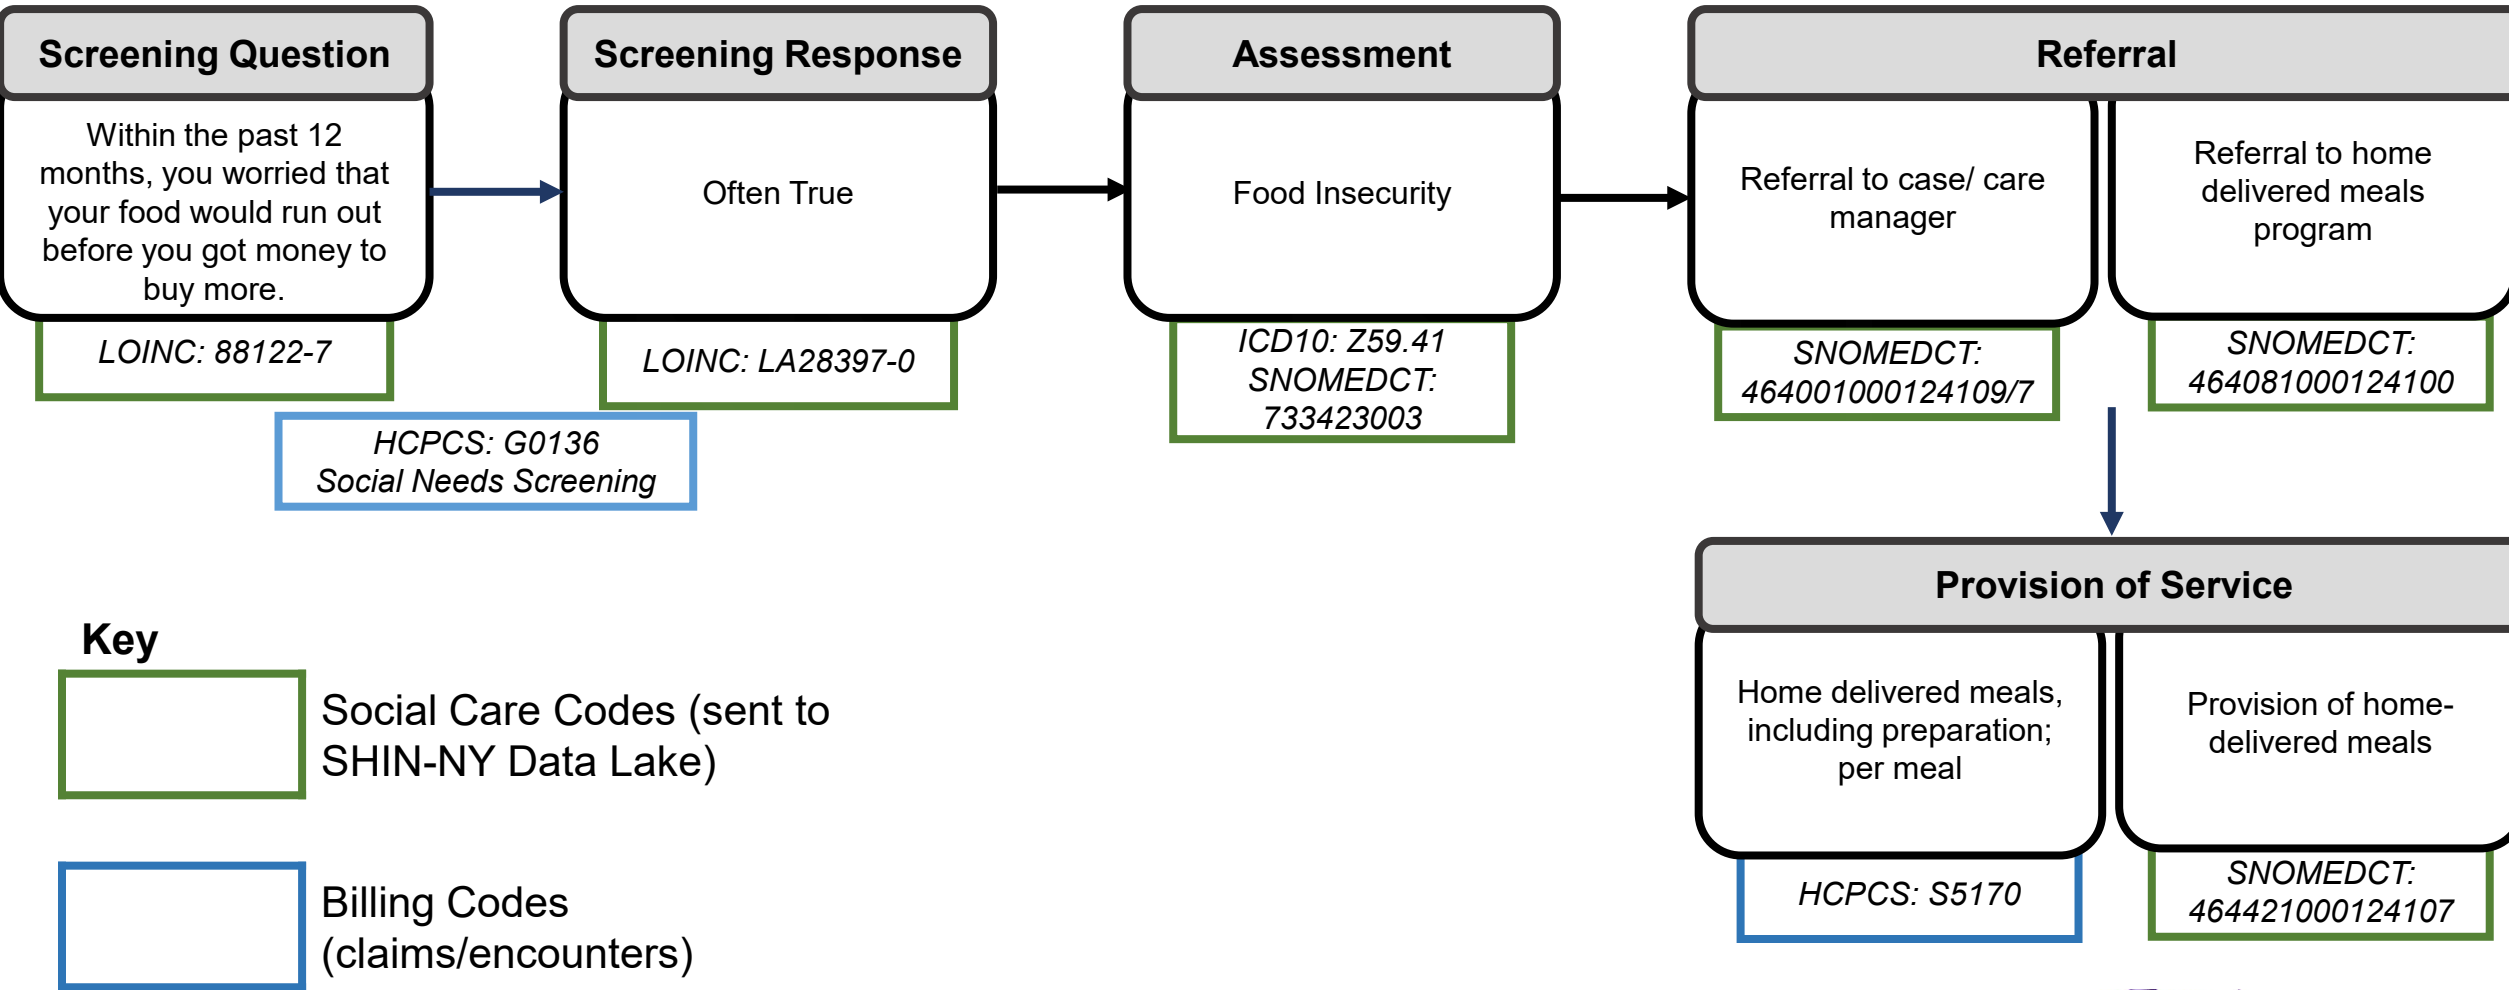 Screening Question
Within the past 12
months, you worried that
your food would run out
before you got money to
buy more.
LOINC: 88122-7
Screening Response
Often True
LOINC: LA28397-0
HCPCS: G0136
Social Needs Screening
Assessment
Food Insecurity
ICD10: Z59.41
SNOMEDCT:
733423003
Referral
Referral to case/ care
manager
SNOMEDCT:
464001000124109/7
Referral to home
delivered meals
program
SNOMEDCT:
464081000124100
Provision of Service
Home delivered meals,
including preparation;
per meal
HCPCS: S5170
Provision of home-
delivered meals
SNOMEDCT:
464421000124107
Key
Social Care Codes (sent to
SHIN-NY Data Lake)
Billing Codes
(claims/encounters)